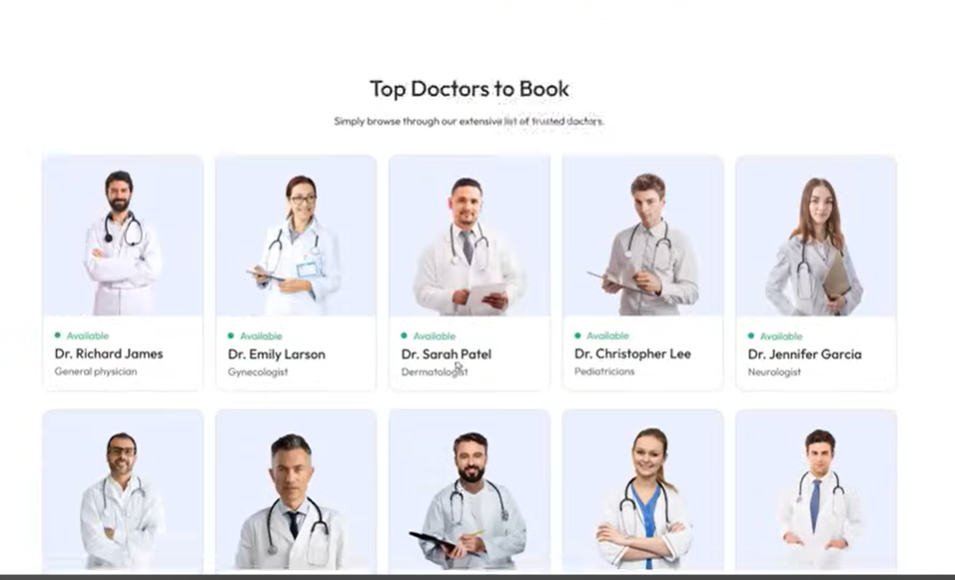 Top Doctors to Book
Simply browse through our extensive list of trusted doctors.
Available
Dr. Richard James
General physician
Available
Dr. Emily Larson
Gynecologist
Available
Dr. Sarah Patel
Dermatologist
Available
Dr. Christopher Lee
Pediatricians
Available
Dr. Jennifer Garcia
Neurologist